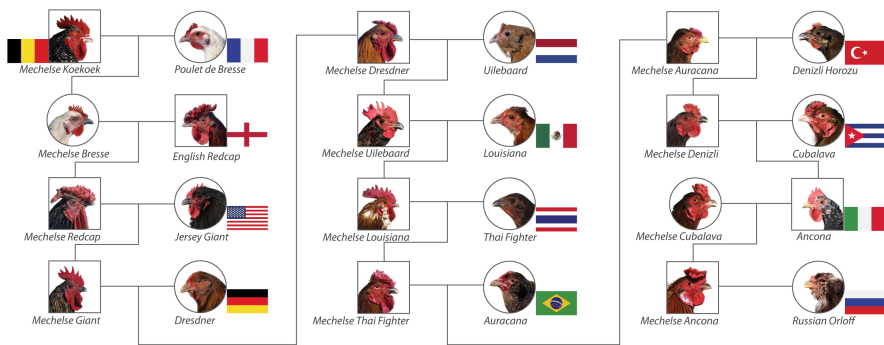 Mechelse Koekoek
Poulet de Bresse
Mechelse Bresse
English Redcap
Mechelse Redcap
Jersey Giant
Mechelse Giant
Dresdner
Mechelse Dresdner
Uilebaard
Mechelse Uilebaard
Louisiana
Mechelse Louisiana
Thai Fighter
Mechelse Thai Fighter
Auracana
Mechelse Auracana
Denizli Horozu
Mechelse Denizli
Cubalava
Mechelse Cubalava
Ancona
Mechelse Ancona
Russian Orloff